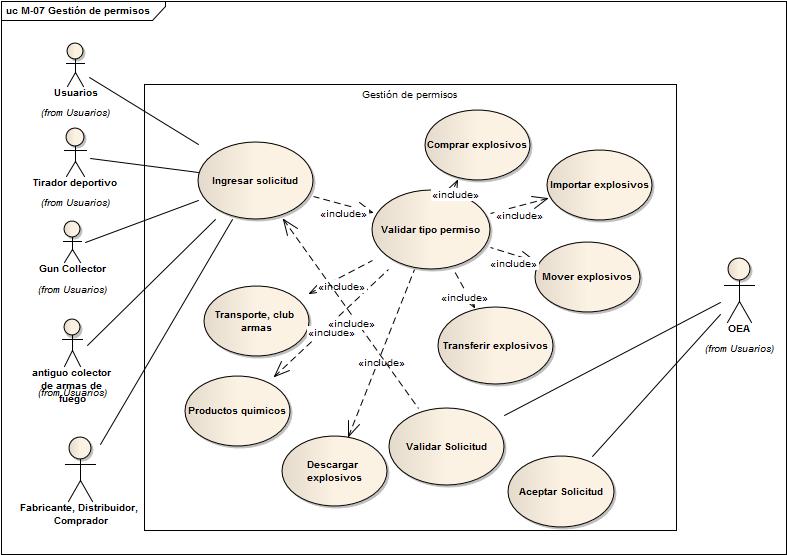 uc M-07 Gestión de permisos
Gestión de permisos
Usuarios
(from Usuarios)
Tirador deportivo
(from Usuarios)
Gun Collector
(from Usuarios)
antiguo colector
de armas de
fuego
(from Usuarios)
Fabricante, Distribuidor,
Comprador
Ingresar solicitud
«include»
Validar tipo permiso
Comprar explosivos
«include»
Importar explosivos
«include»
Mover explosivos
«include»
Transferir explosivos
«include»
Transporte, club
armas
«include»
Productos quimicos
«include»
«include»
Descargar
explosivos
«include»
Validar Solicitud
Aceptar Solicitud
OEA
(from Usuarios)